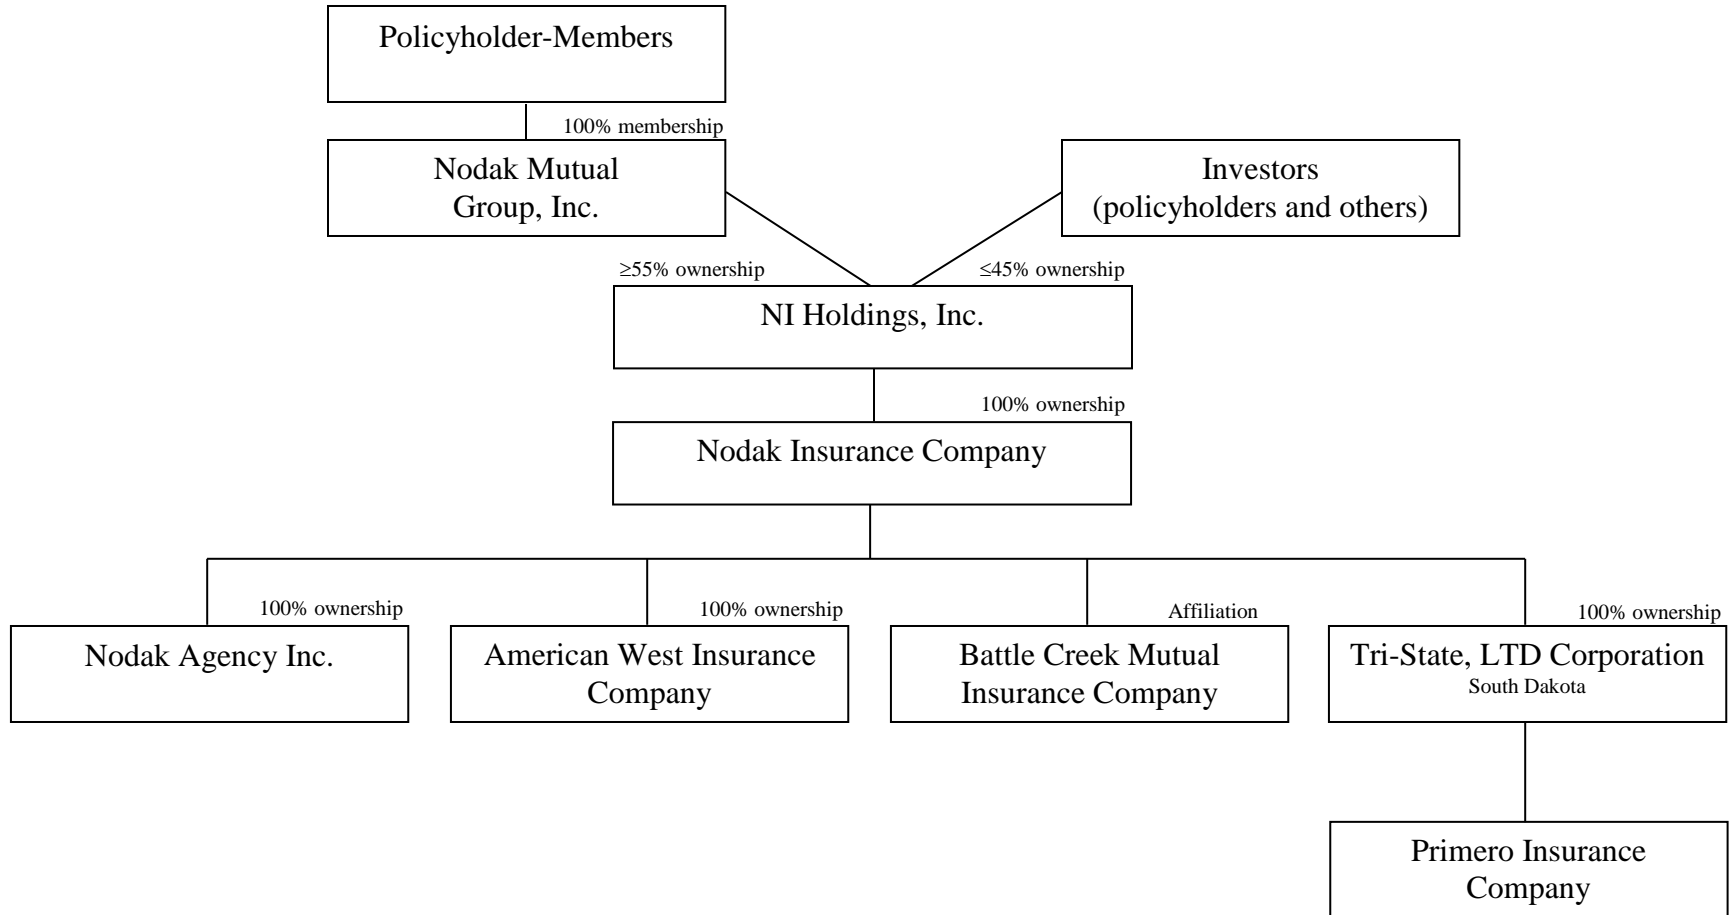 Policyholder-Members
100% membership
Nodak Mutual
Group, Inc.
Investors
(policyholders and others)
≥55% ownership
≤45% ownership
NI Holdings, Inc.
100% ownership
Nodak Insurance Company
100% ownership
Nodak Agency Inc.
100% ownership
American West Insurance
Company
Affiliation
Battle Creek Mutual
Insurance Company
100% ownership
Tri-State, LTD Corporation
South Dakota
Primero Insurance
Company